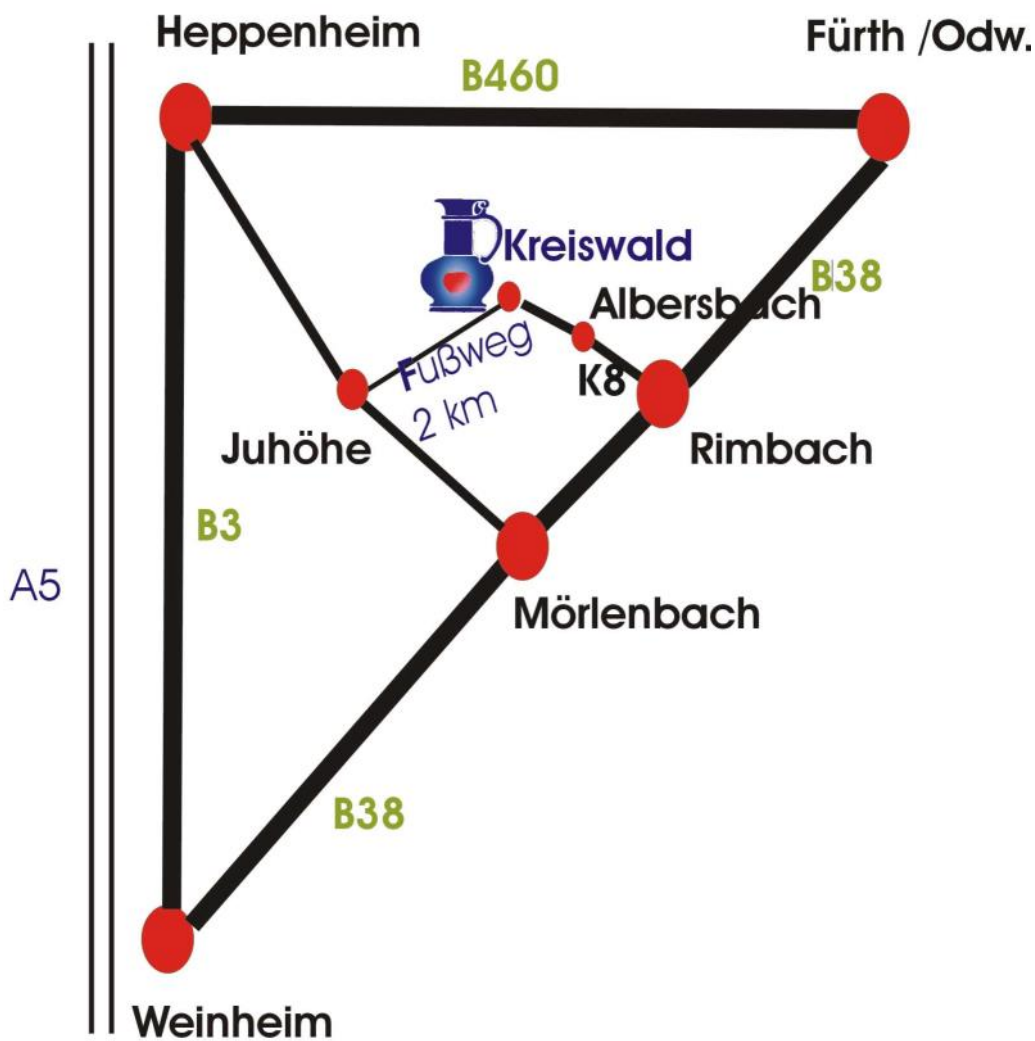 Heppenheim
Fürth /Odw.
B460
Kreiswald
B38
Albersbach
Fußweg
2 km
K8
Juhöhe
Rimbach
B3
A5
Mörlenbach
B38
Weinheim